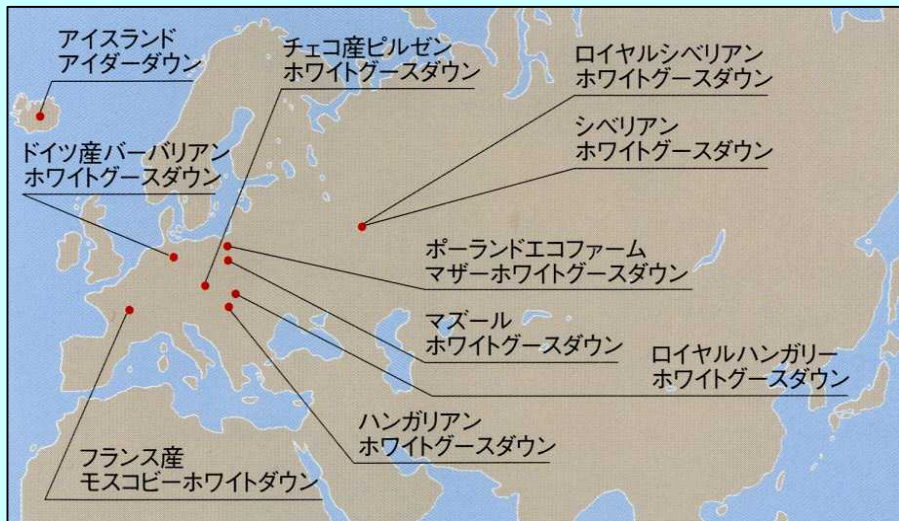 アイスランド
アイダーダウン
チェコ産ピルゼン
ホワイトグースダウン
ロイヤルシベリアン
ホワイトグースダウン
シベリアン
ホワイトグースダウン
ドイツ産バーバリアン
ホワイトグースダウン
ポーランドエコファーム
マザーホワイトグースダウン
マズール
ホワイトグースダウン
ロイヤルハンガリー
ホワイトグースダウン
ハンガリアン
ホワイトグースダウン
フランス産
モスコビーホワイトダウン